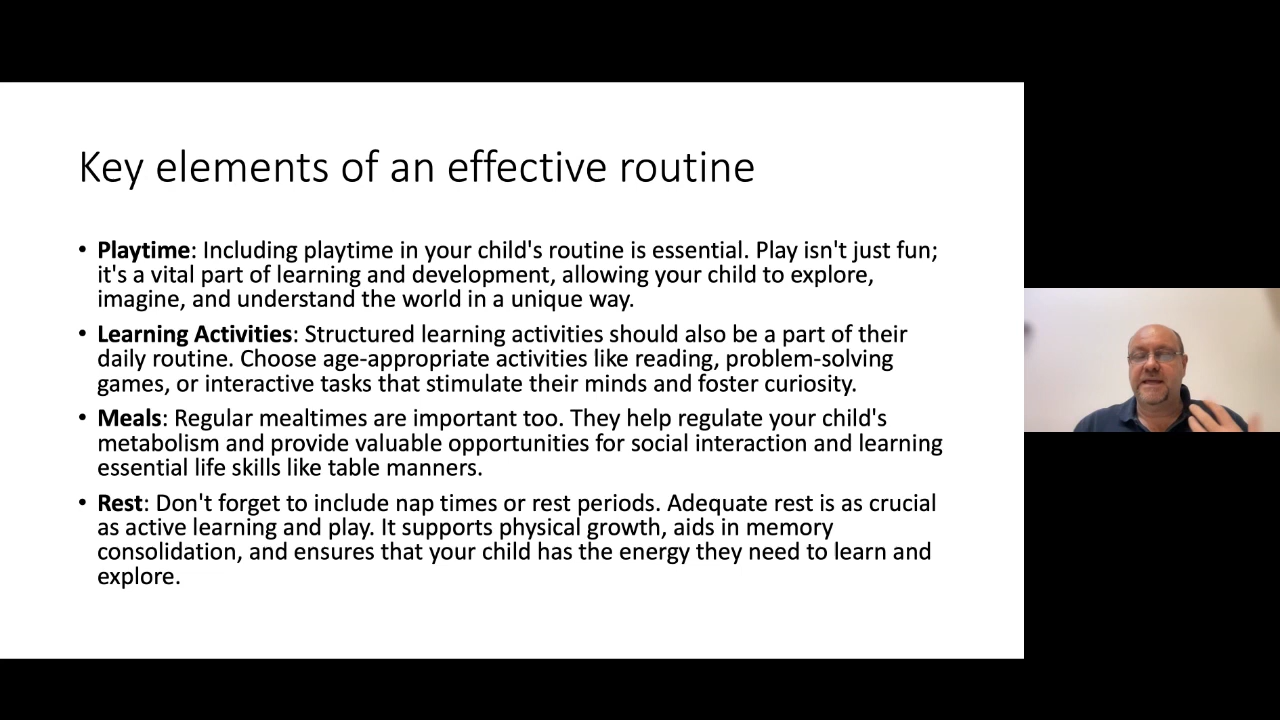 Key elements of an effective routine
• Playtime: Including playtime in your child's routine is essential. Play isn't just fun;
it's a vital part of learning and development, allowing your child to explore,
imagine, and understand the world in a unique way.
• Learning Activities: Structured learning activities should also be a part of their
daily routine. Choose age-appropriate activities like reading, problem-solving
games, or interactive tasks that stimulate their minds and foster curiosity.
• Meals: Regular mealtimes are important too. They help regulate your child's
metabolism and provide valuable opportunities for social interaction and learning
essential life skills like table manners.
• Rest: Don't forget to include nap times or rest periods. Adequate rest is as crucial
as active learning and play. It supports physical growth, aids in memory
consolidation, and ensures that your child has the energy they need to learn and
explore.